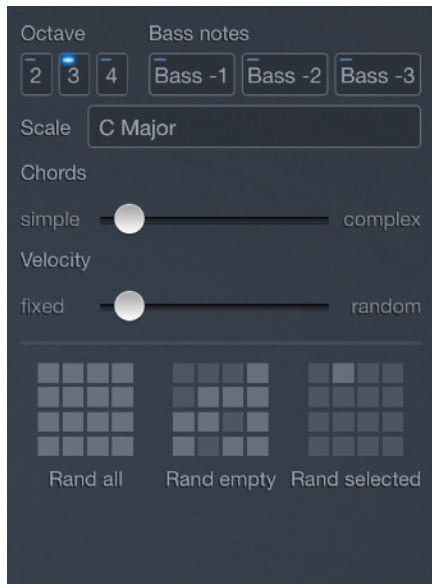 Octave Bass notes
2 3 4 Bass -1 Bass -2 Bass -3
Scale C Major
Chords
simple complex
Velocity
fixed random
Rand all Rand empty Rand selected